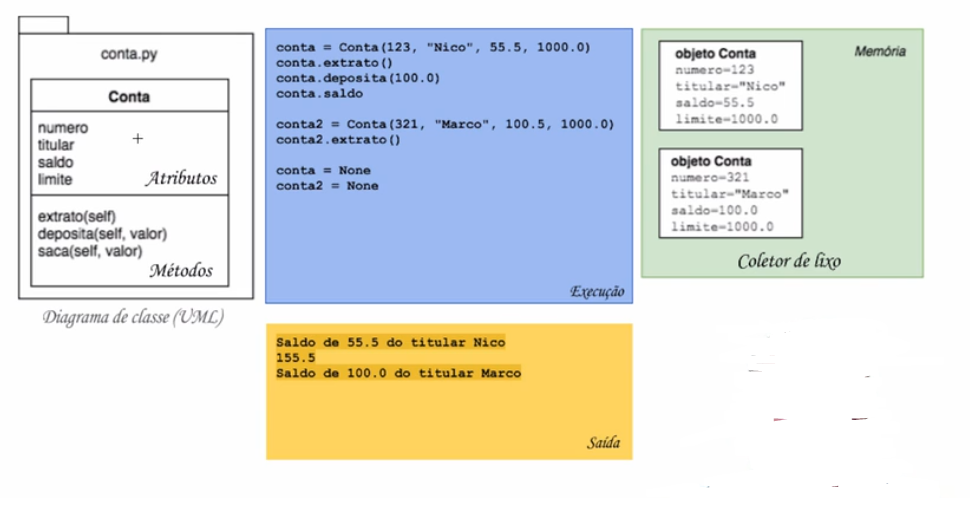 conta.py
Conta
numero
titular
saldo
limite
Atributos
extrato(self)
deposita(self, valor)
saca(self, valor)
Métodos
Diagrama de classe (UML)
conta = Conta(123, "Nico", 55.5, 1000.0)
conta.extrato()
conta.deposita(100.0)
conta.saldo
conta2 = Conta(321, "Marco", 100.5, 1000.0)
conta2.extrato()
conta = None
conta2 = None
Execução
Saldo de 55.5 do titular Nico
155.5
Saldo de 100.0 do titular Marco
Saída
Memória
objeto Conta
numero=123
titular="Nico"
saldo=55.5
limite=1000.0
objeto Conta
numero=321
titular="Marco"
saldo=100.0
limite=1000.0
Coletor de lixo